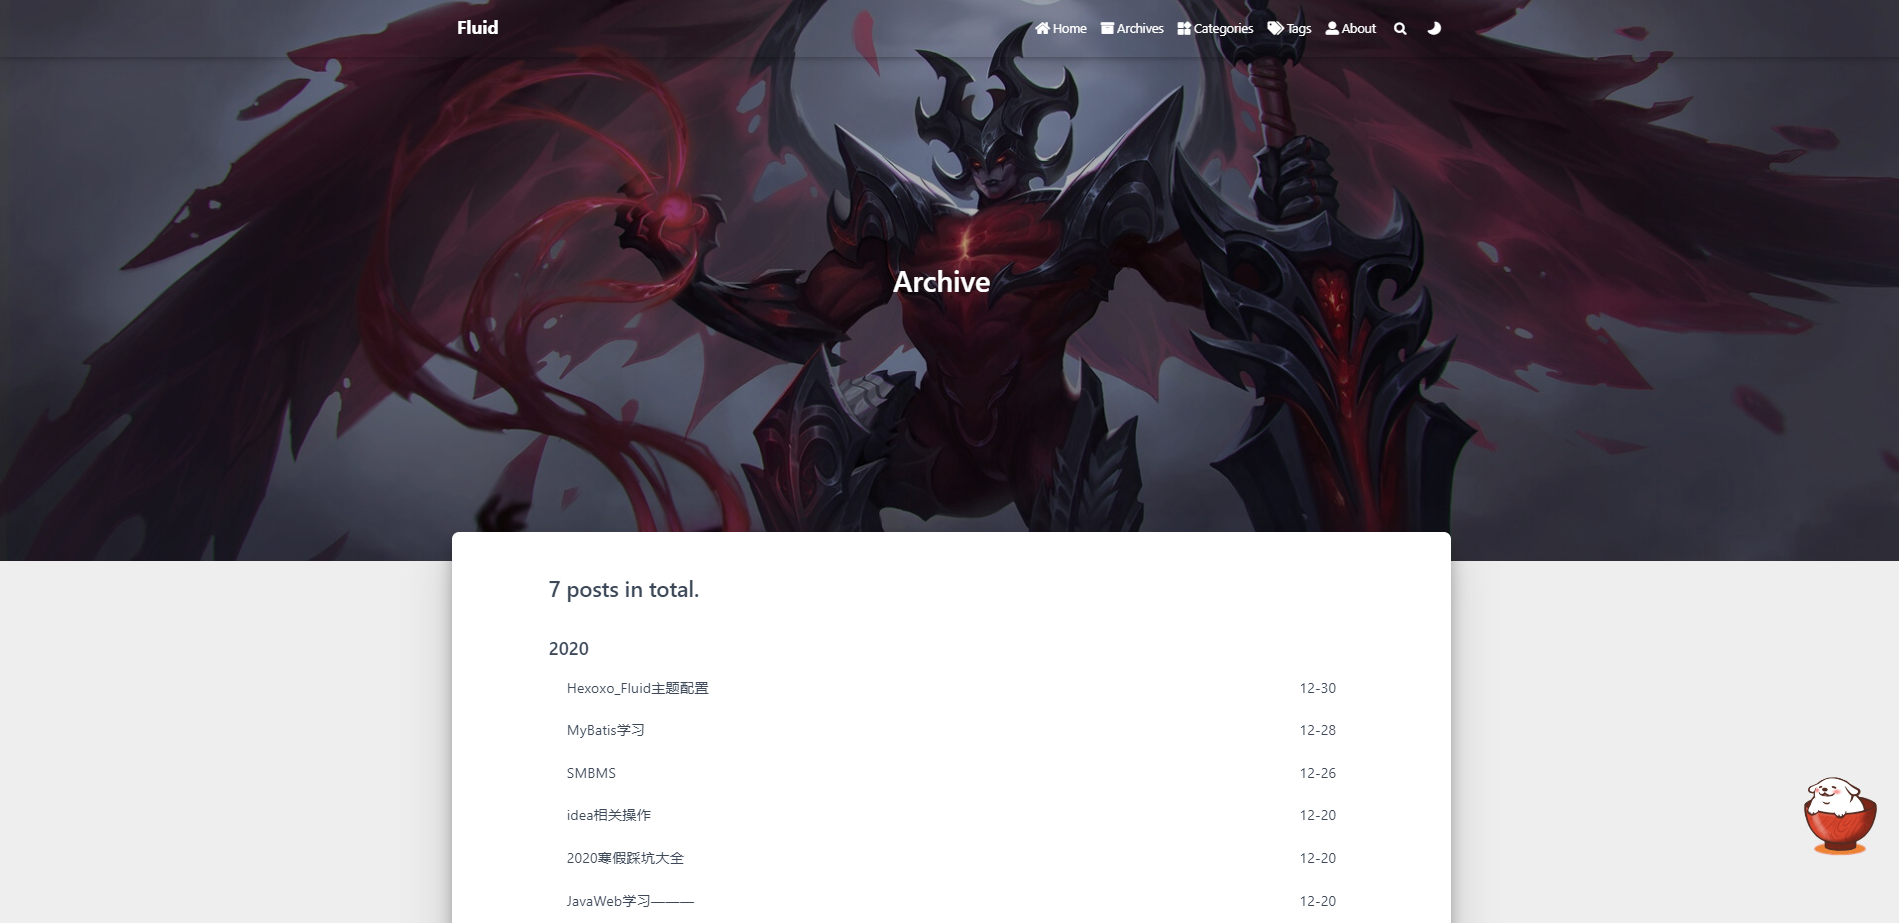 Fluid
Home Archives Categories Tags About
Archive
7 posts in total.
2020
Hexoxo_Fluid主题配置 12-30
MyBatis学习 12-28
SMBMS 12-26
idea相关操作 12-20
2020寒假踩坑大全 12-20
JavaWeb学习——— 12-20